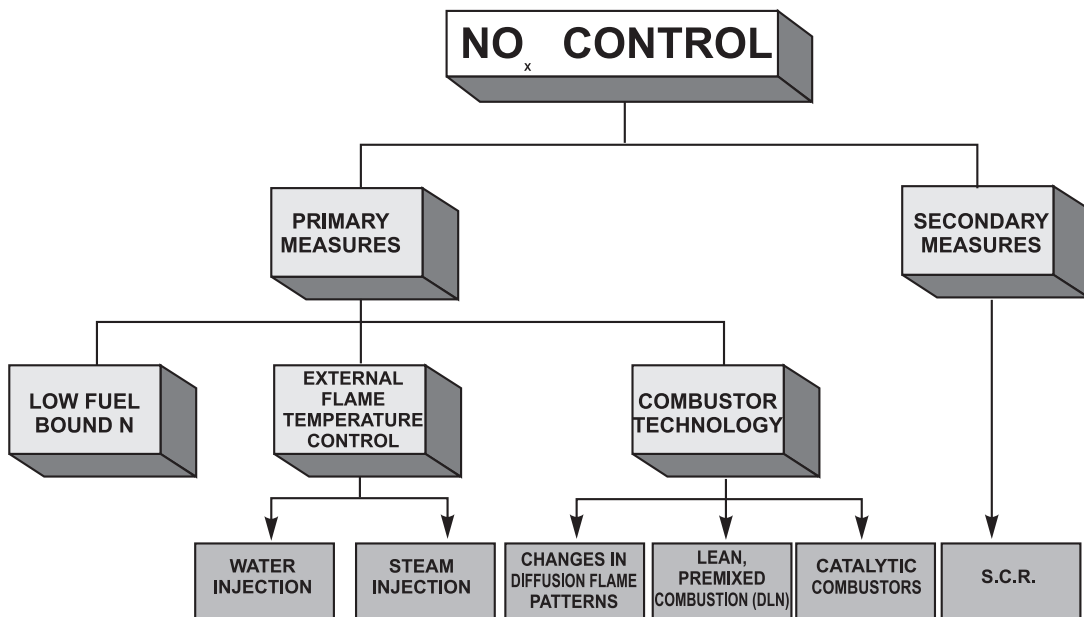 NOx CONTROL
PRIMARY
MEASURES
SECONDARY
MEASURES
LOW FUEL
BOUND N
EXTERNAL
FLAME
TEMPERATURE
CONTROL
COMBUSTOR
TECHNOLOGY
WATER
INJECTION
STEAM
INJECTION
CHANGES IN
DIFFUSION FLAME
PATTERNS
LEAN,
PREMIXED
COMBUSTION (DLN)
CATALYTIC
COMBUSTORS
S.C.R.